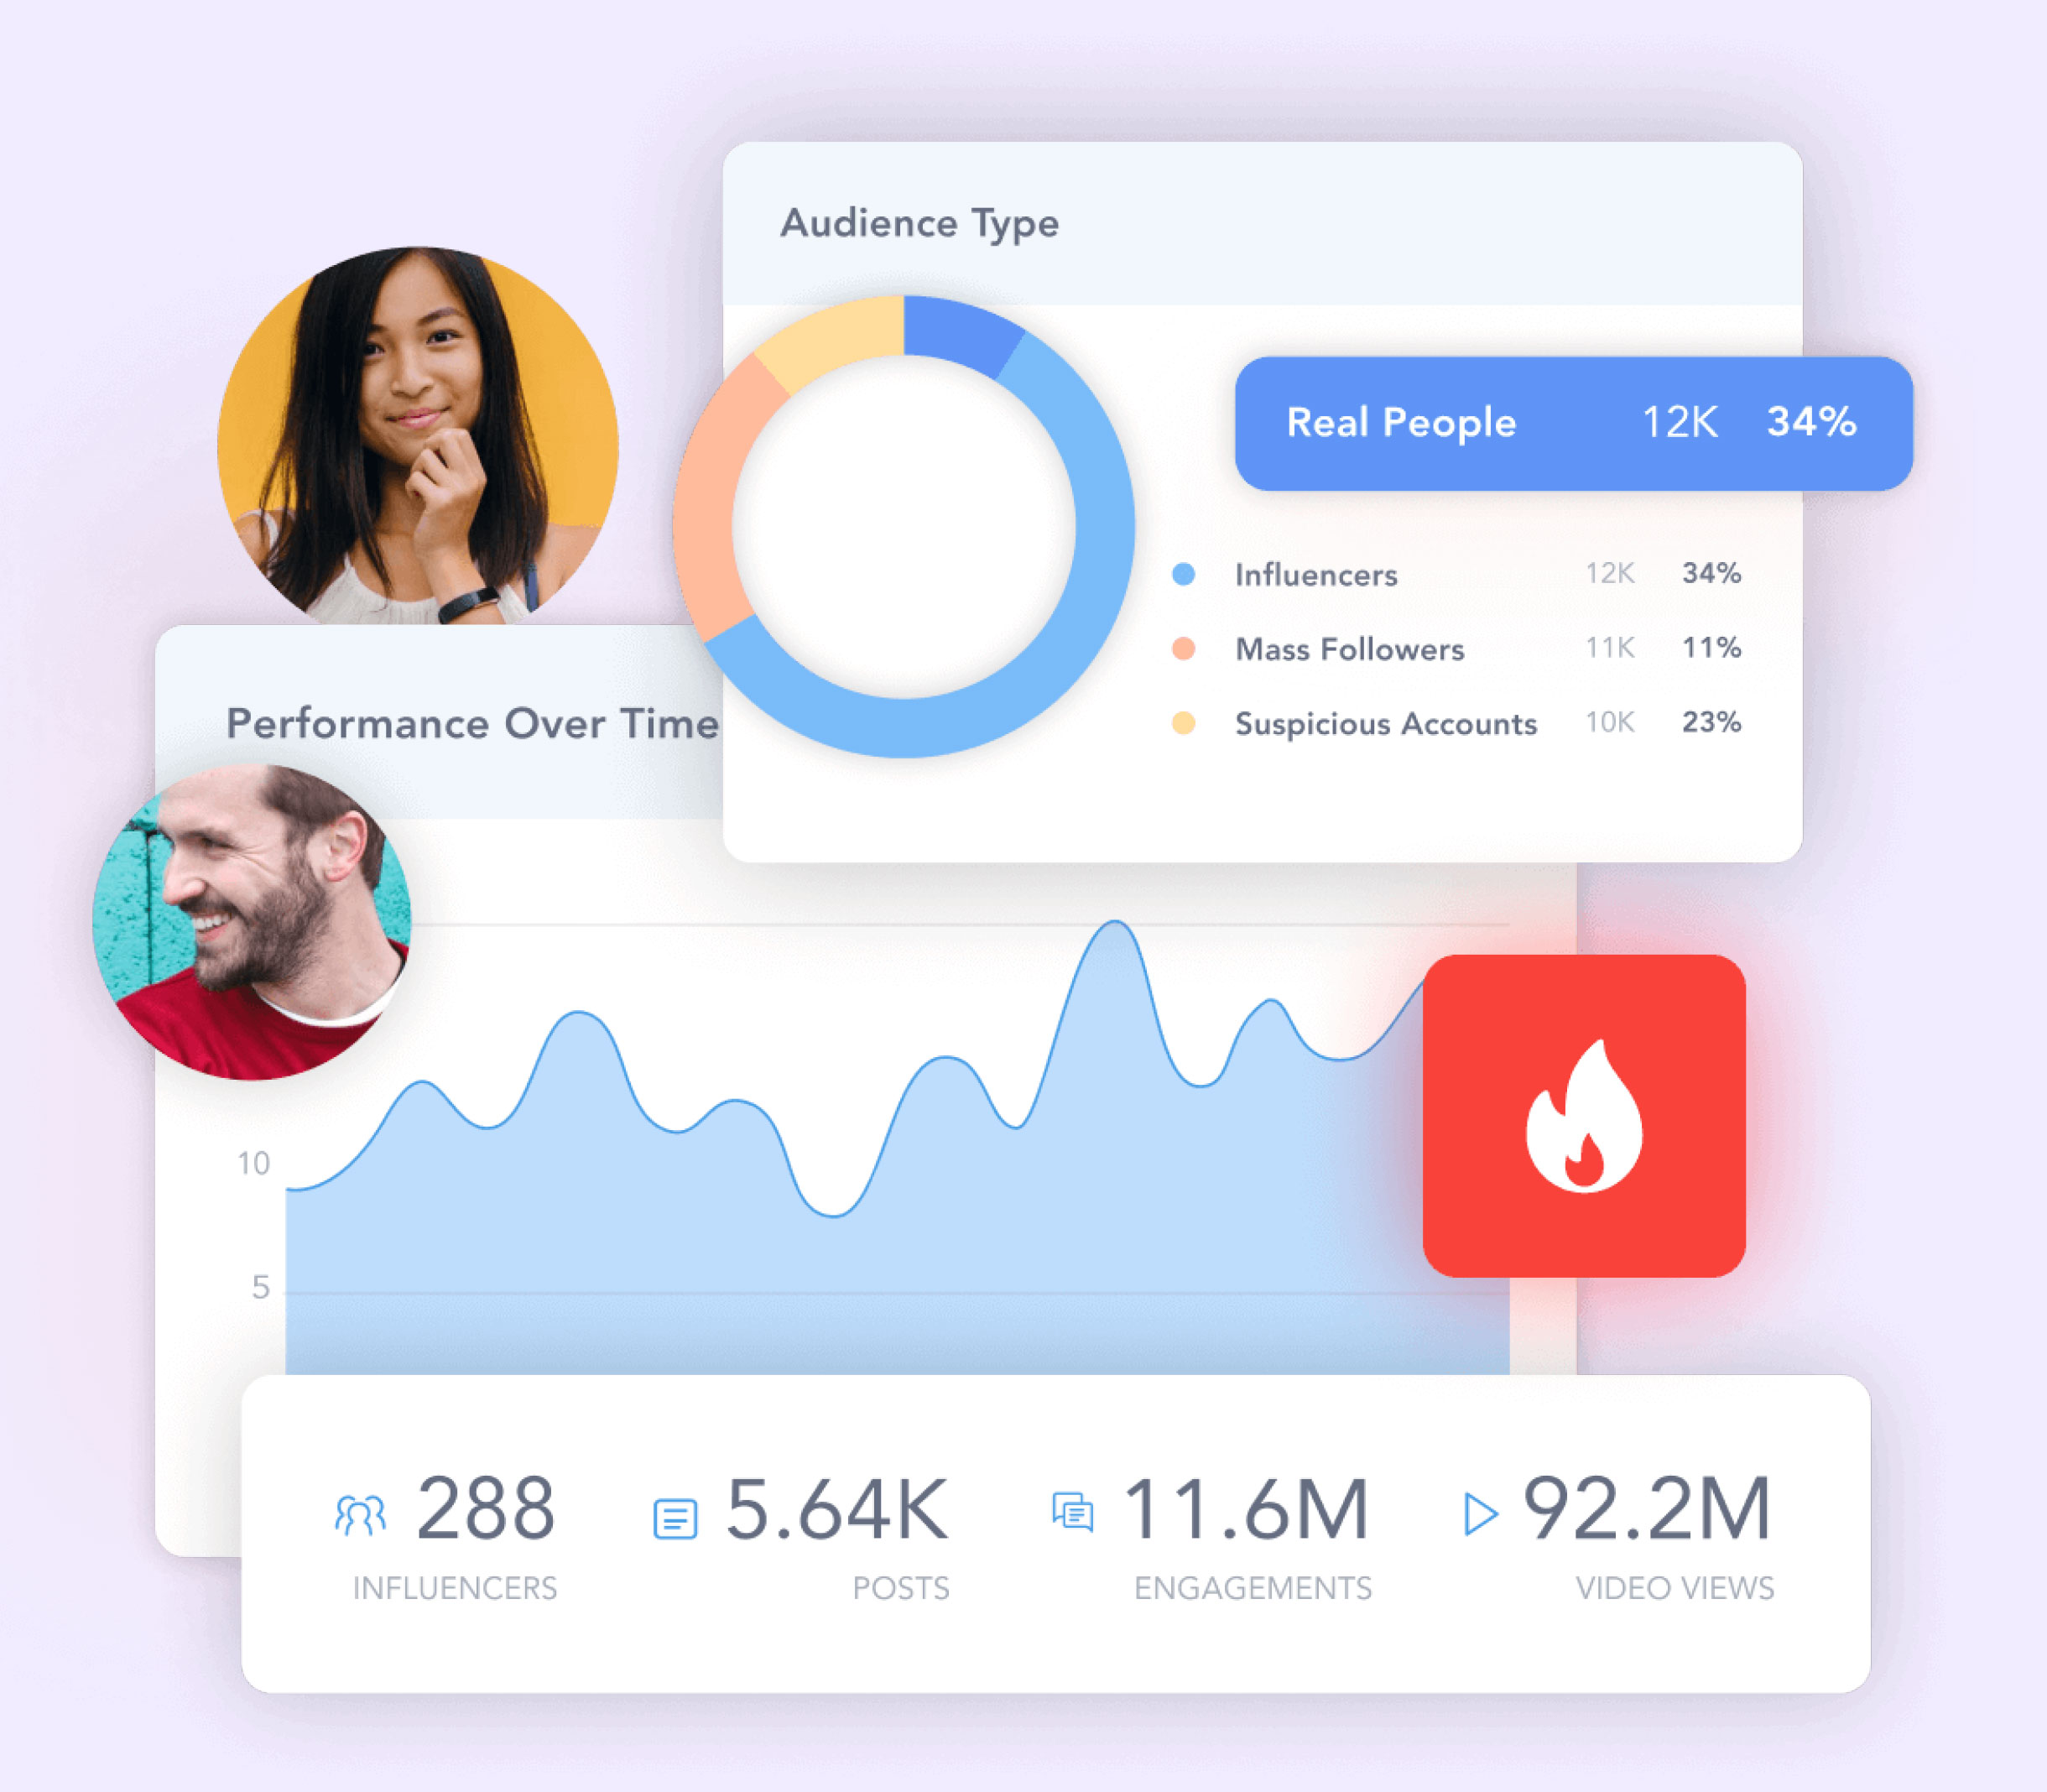 Audience Type
Real People 12K 34%
Influencers 12K 34%
Mass Followers 11K 11%
Suspicious Accounts 10K 23%
Performance Over Time
10
5
288
INFLUENCERS
5.64K
POSTS
11.6M
ENGAGEMENTS
92.2M
VIDEO VIEWS